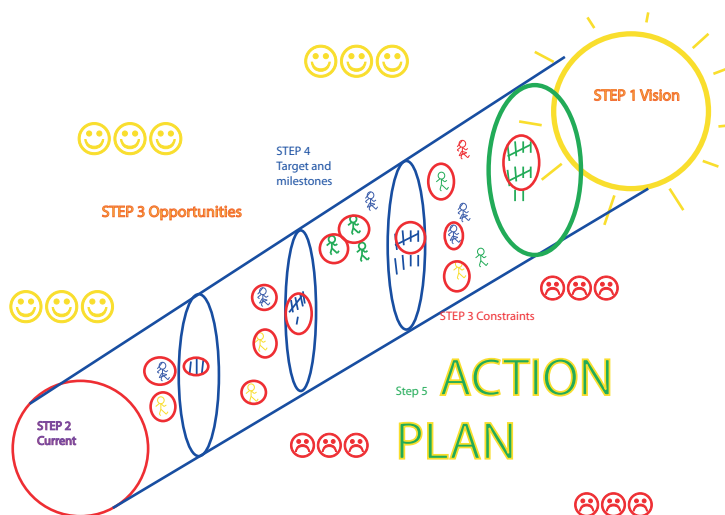 STEP 1 Vision
STEP 4
Target and
milestones
STEP 3 Opportunities
STEP 3 Constraints
Step 5 ACTION
PLAN
STEP 2
Current